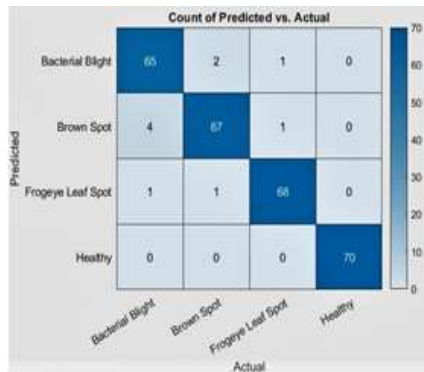 Count of Predicted vs. Actual
Predicted
Bacterial Blight 65 2 1 0
Brown Spot 4 67 1 0
Frogeye Leaf Spot 1 1 68 0
Healthy 0 0 0 70
Bacterial Blight
Brown Spot
Frogeye Leaf Spot
Healthy
Actual
70
60
50
40
30
20
10
0